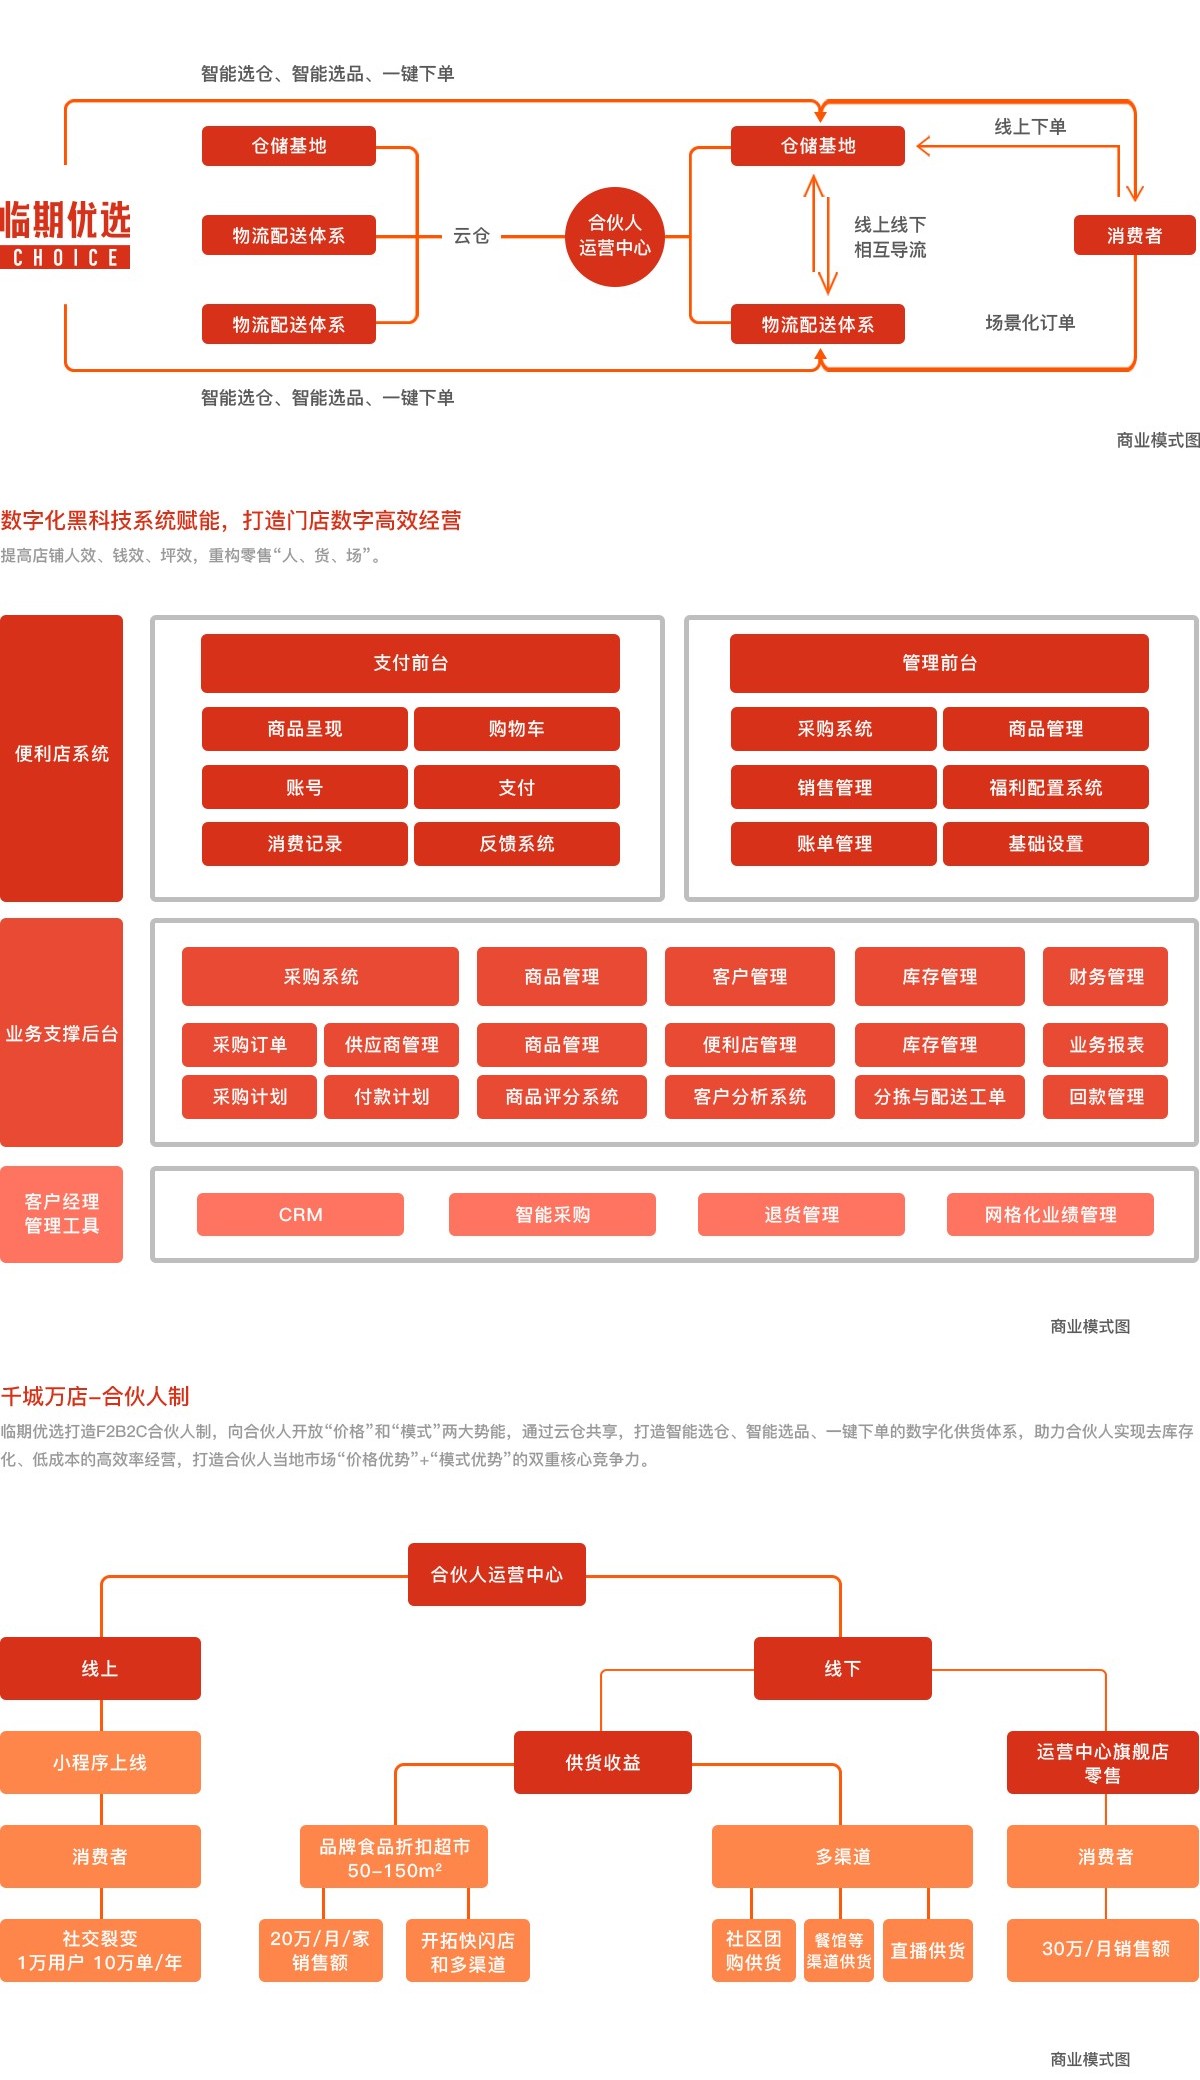 智能选仓、智能选品、一键下单
仓储基地
仓储基地
线上下单
临期优选
CHOICE
物流配送体系
云仓
合伙人
运营中心
线上线下
相互导流
消费者
物流配送体系
物流配送体系
场景化订单
智能选仓、智能选品、一键下单
商业模式图
数字化黑科技系统赋能，打造门店数字高效经营
提高店铺人效、钱效、坪效，重构零售“人、货、场”。
便利店系统
支付前台
商品呈现
购物车
账号
支付
消费记录
反馈系统
管理前台
采购系统
商品管理
销售管理
福利配置系统
账单管理
基础设置
业务支撑后台
采购系统
商品管理
客户管理
库存管理
财务管理
采购订单
供应商管理
商品管理
便利店管理
库存管理
业务报表
采购计划
付款计划
商品评分系统
客户分析系统
分拣与配送工单
回款管理
客户经理
管理工具
CRM
智能采购
退货管理
网格化业绩管理
商业模式图
千城万店-合伙人制
临期优选打造F2B2C合伙人制，向合伙人开放“价格”和“模式”两大势能，通过云仓共享，打造智能选仓、智能选品、一键下单的数字化供货体系，助力合伙人实现去库存
化、低成本的高效率经营，打造合伙人当地市场“价格优势”+“模式优势”的双重核心竞争力。
合伙人运营中心
线上
线下
小程序上线
供货收益
运营中心旗舰店
零售
消费者
品牌食品折扣超市
50-150m²
多渠道
消费者
社交裂变
1万用户 10万单/年
20万/月/家
销售额
开拓快闪店
和多渠道
社区团
购供货
餐馆等
渠道供货
直播供货
30万/月销售额
商业模式图